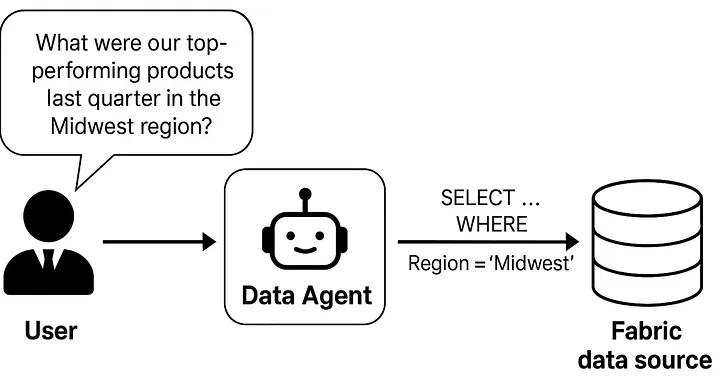 What were our top-
performing products
last quarter in the
Midwest region?
User
Data Agent
SELECT ...
WHERE
Region = 'Midwest'
Fabric
data source